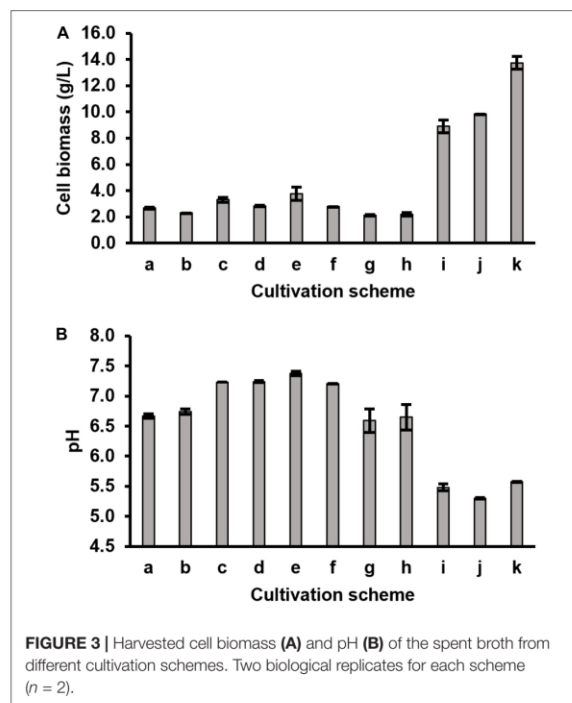 A
16.0
14.0
12.0
10.0
8.0
6.0
4.0
2.0
0.0
Cell biomass (g/L)
a b c d e f g h i j k
Cultivation scheme
B
8.0
7.5
7.0
6.5
6.0
5.5
5.0
4.5
pH
a b c d e f g h i j k
Cultivation scheme
FIGURE 3 | Harvested cell biomass (A) and pH (B) of the spent broth from
different cultivation schemes. Two biological replicates for each scheme
(n = 2).